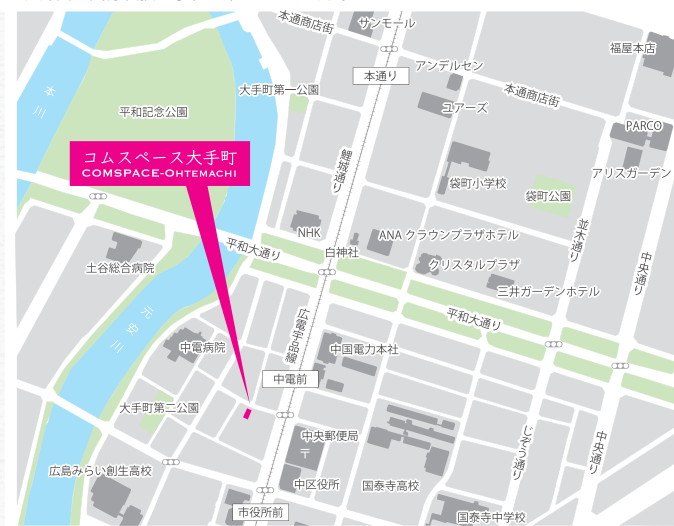 サンモール
本通商店街
福屋本店
本通り
アンデルセン
本川
大手町第一公園
本通商店街
ユアーズ
平和記念公園
PARCO
コムスペース大手町
COMSPACE-OHTEMACHI
鯉城通り
アリスガーデン
袋町小学校
袋町公園
並木通り
NHK
ANA クラウンプラザホテル
平和大通り
白神社
中央通り
土谷総合病院
クリスタルプラザ
三井ガーデンホテル
元安川
広電宇品線
平和大通り
中電病院
中国電力本社
中電前
大手町第二公園
中央郵便局
〒
じぞう通り
中央通り
広島みらい創生高校
中区役所
国泰寺高校
市役所前
国泰寺中学校